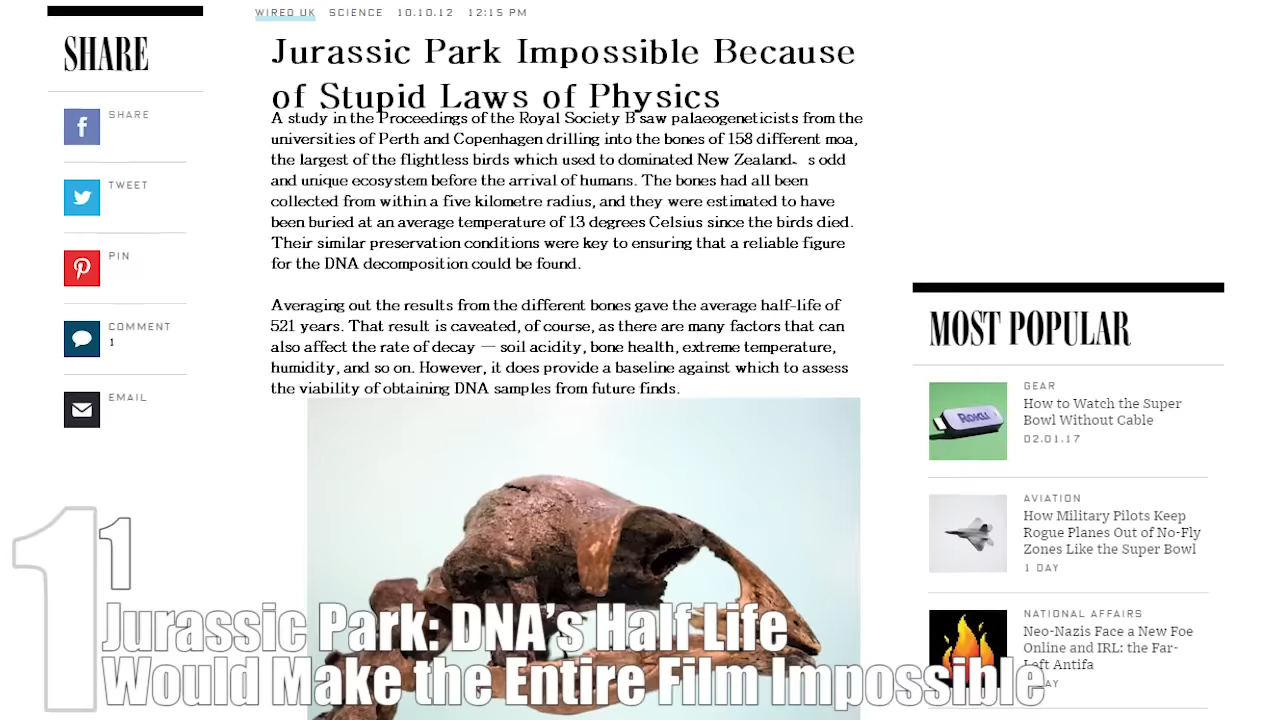 WIRED UK SCIENCE 10.10.12 12:15 PM
SHARE
Jurassic Park Impossible Because
of Stupid Laws of Physics
SHARE
TWEET
PIN
COMMENT
1
EMAIL
A study in the Proceedings of the Royal Society B saw palaeogeneticists from the
universities of Perth and Copenhagen drilling into the bones of 158 different moa,
the largest of the flightless birds which used to dominated New Zealand、s odd
and unique ecosystem before the arrival of humans. The bones had all been
collected from within a five kilometre radius, and they were estimated to have
been buried at an average temperature of 13 degrees Celsius since the birds died.
Their similar preservation conditions were key to ensuring that a reliable figure
for the DNA decomposition could be found.
Averaging out the results from the different bones gave the average half-life of
521 years. That result is caveated, of course, as there are many factors that can
also affect the rate of decay — soil acidity, bone health, extreme temperature,
humidity, and so on. However, it does provide a baseline against which to assess
the viability of obtaining DNA samples from future finds.
MOST POPULAR
GEAR
How to Watch the Super
Bowl Without Cable
02.01.17
ROKU
AVIATION
How Military Pilots Keep
Rogue Planes Out of No-Fly
Zones Like the Super Bowl
1 DAY
NATIONAL AFFAIRS
Neo-Nazis Face a New Foe
Online and IRL: the Far-
Left Antifa
11
Jurassic Park: DNA's Half Life
Would Make the Entire Film Impossible